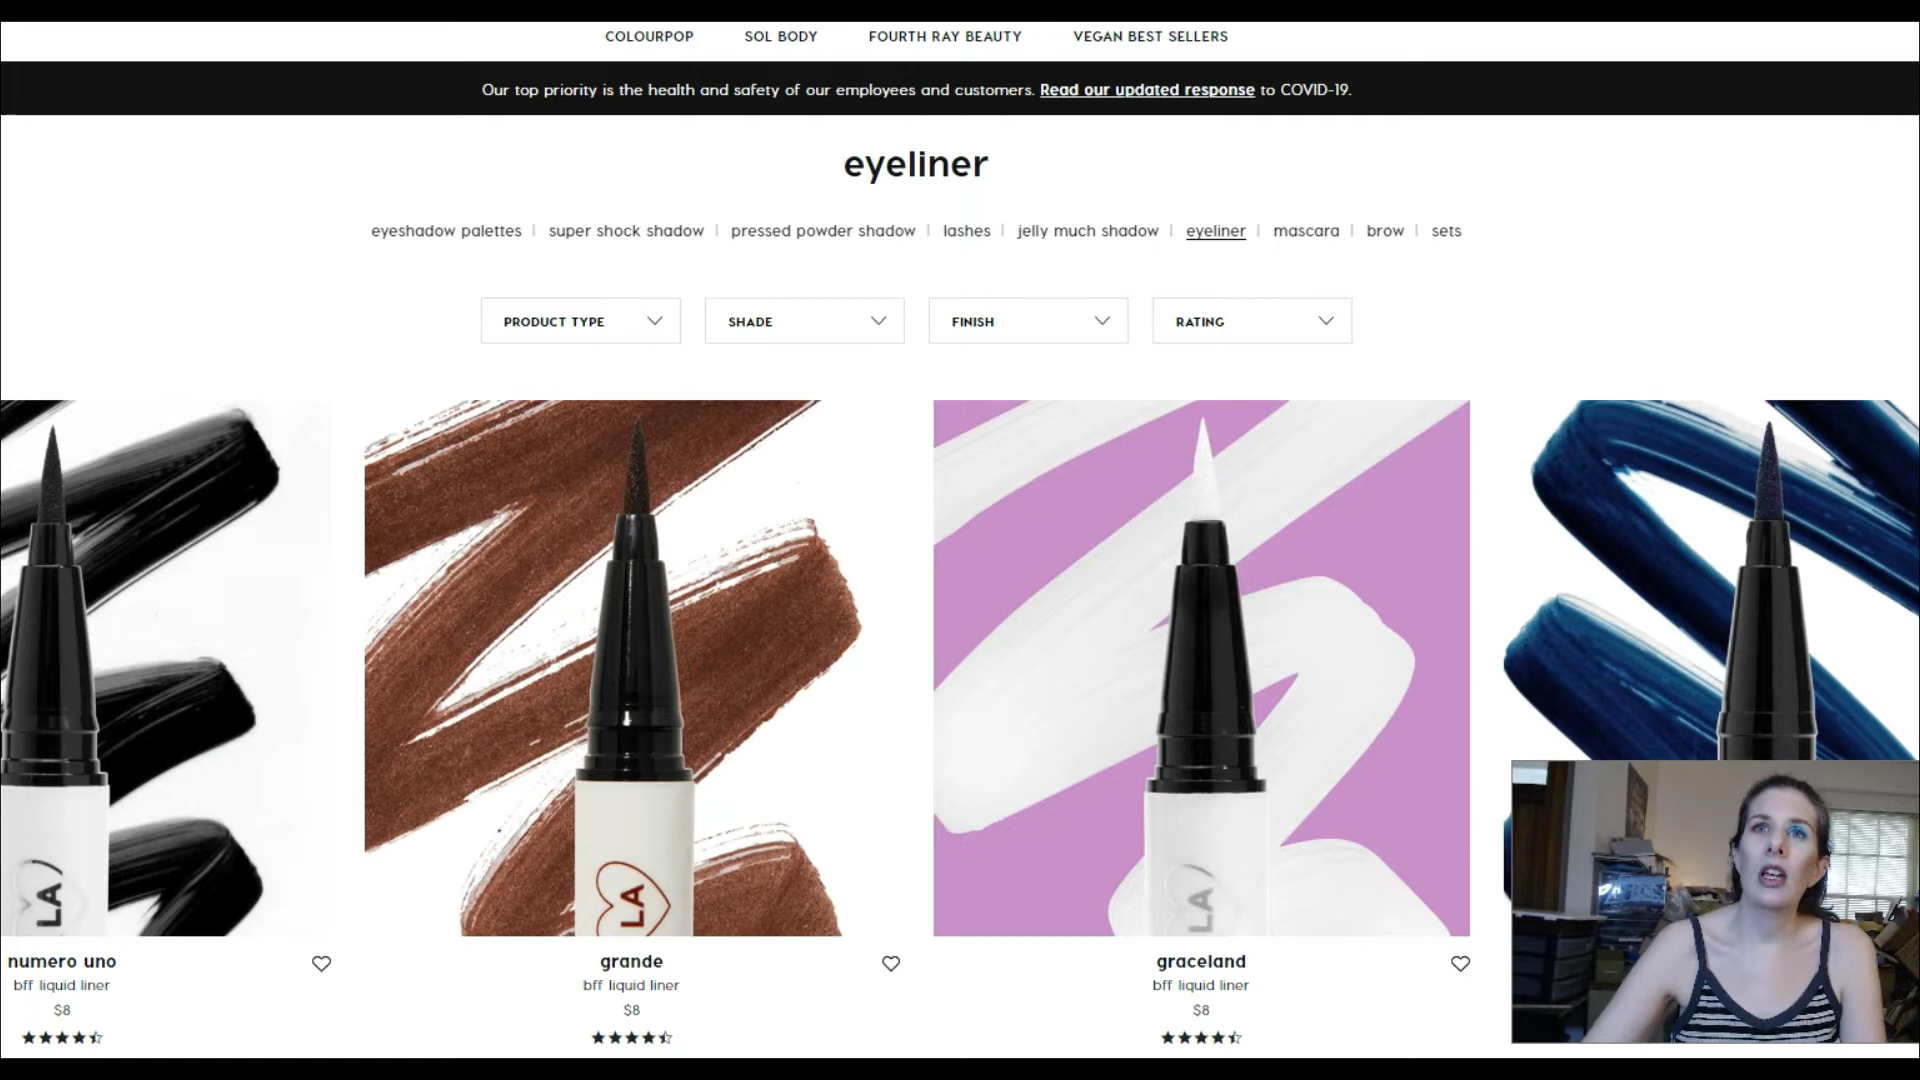 COLOURPOP SOL BODY FOURTH RAY BEAUTY VEGAN BEST SELLERS
Our top priority is the health and safety of our employees and customers. Read our updated response to COVID-19.
eyeliner
eyeshadow palettes | super shock shadow | pressed powder shadow | lashes | jelly much shadow | eyeliner | mascara | brow | sets
PRODUCT TYPE SHADE FINISH RATING
LA LA LA
numero uno grande graceland
bff liquid liner bff liquid liner bff liquid liner
$8 $8 $8